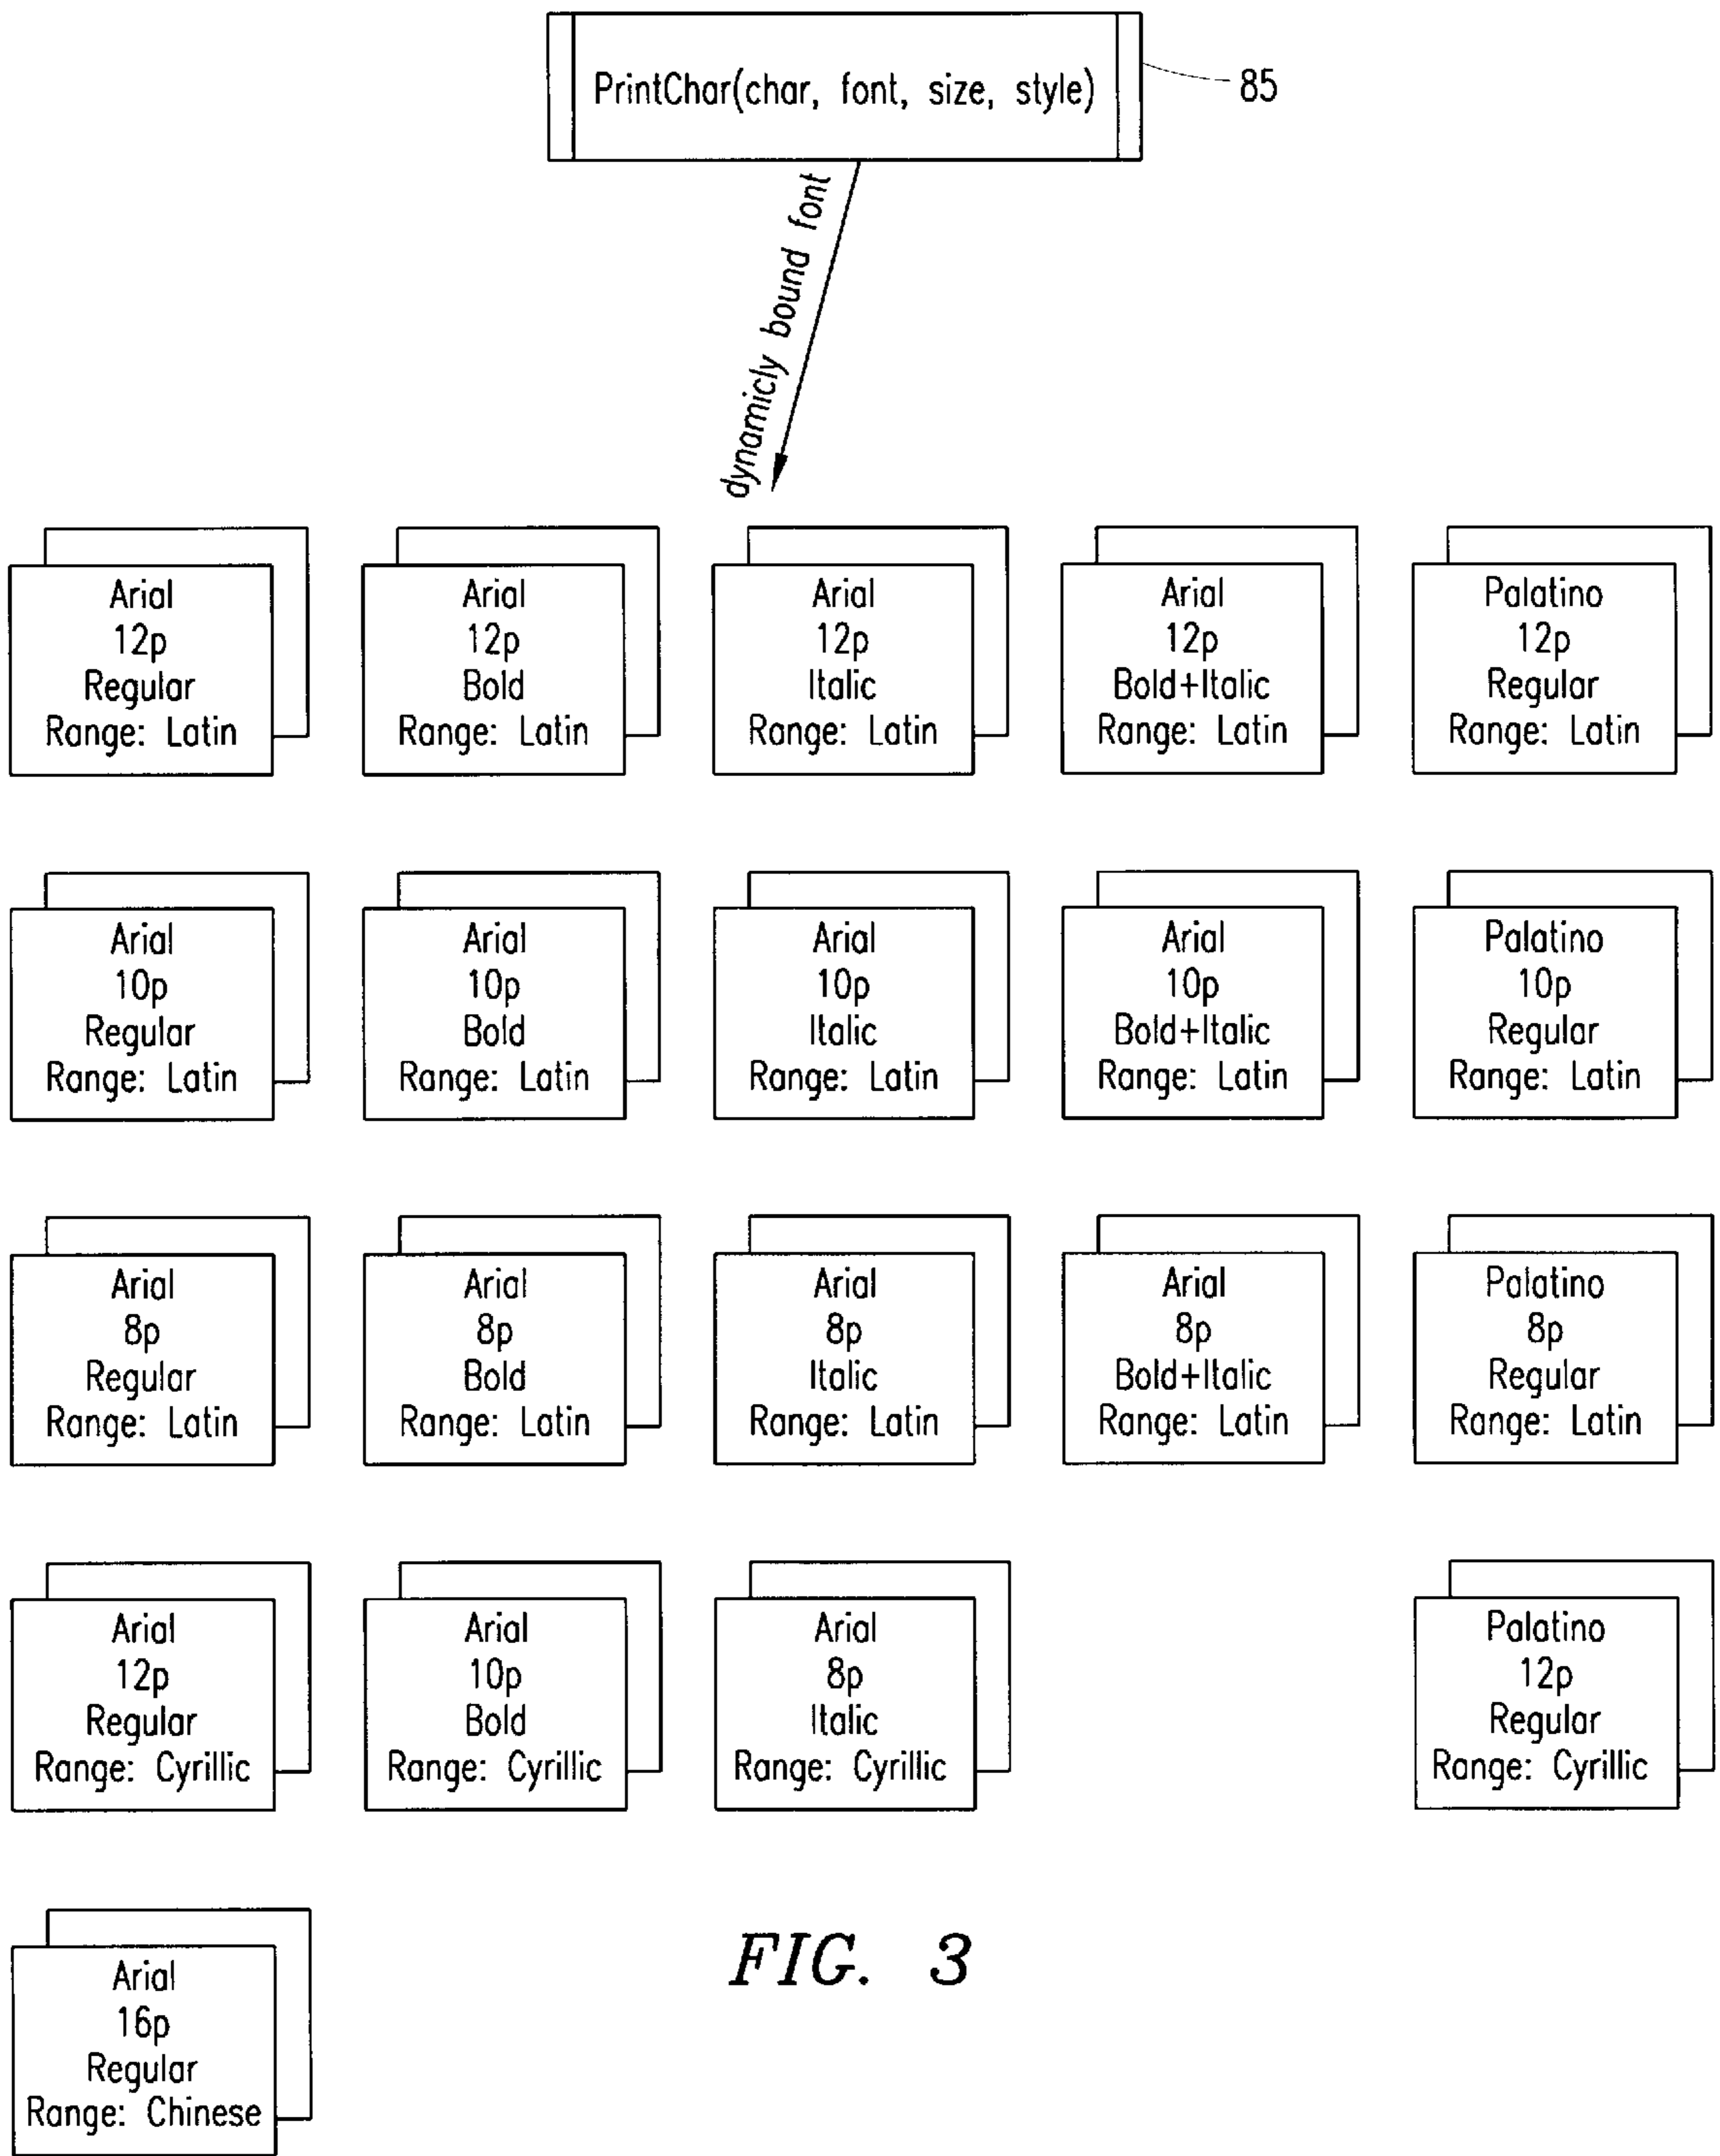 PrintChar(char, font, size, style)
85
dynamicly bound font
Arial
12p
Regular
Range: Latin
Arial
12p
Bold
Range: Latin
Arial
12p
Italic
Range: Latin
Arial
12p
Bold+Italic
Range: Latin
Palatino
12p
Regular
Range: Latin
Arial
10p
Regular
Range: Latin
Arial
10p
Bold
Range: Latin
Arial
10p
Italic
Range: Latin
Arial
10p
Bold+Italic
Range: Latin
Palatino
10p
Regular
Range: Latin
Arial
8p
Regular
Range: Latin
Arial
8p
Bold
Range: Latin
Arial
8p
Italic
Range: Latin
Arial
8p
Bold+Italic
Range: Latin
Palatino
8p
Regular
Range: Latin
Arial
12p
Regular
Range: Cyrillic
Arial
10p
Bold
Range: Cyrillic
Arial
8p
Italic
Range: Cyrillic
Palatino
12p
Regular
Range: Cyrillic
Arial
16p
Regular
Range: Chinese
FIG. 3